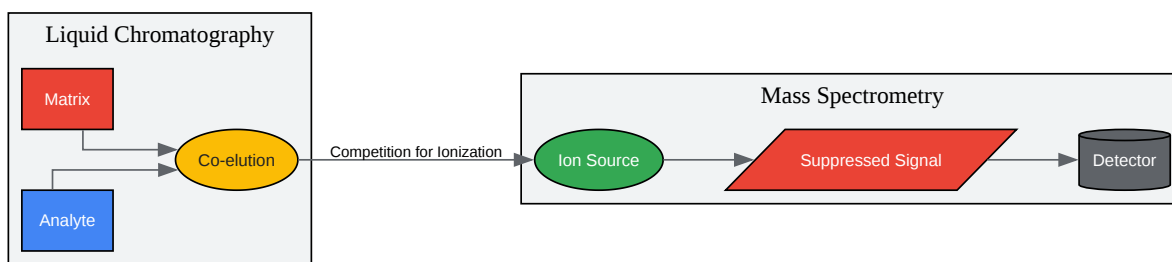 Liquid Chromatography
Matrix
Analyte
Co-elution
Competition for Ionization
Mass Spectrometry
Ion Source
Suppressed Signal
Detector